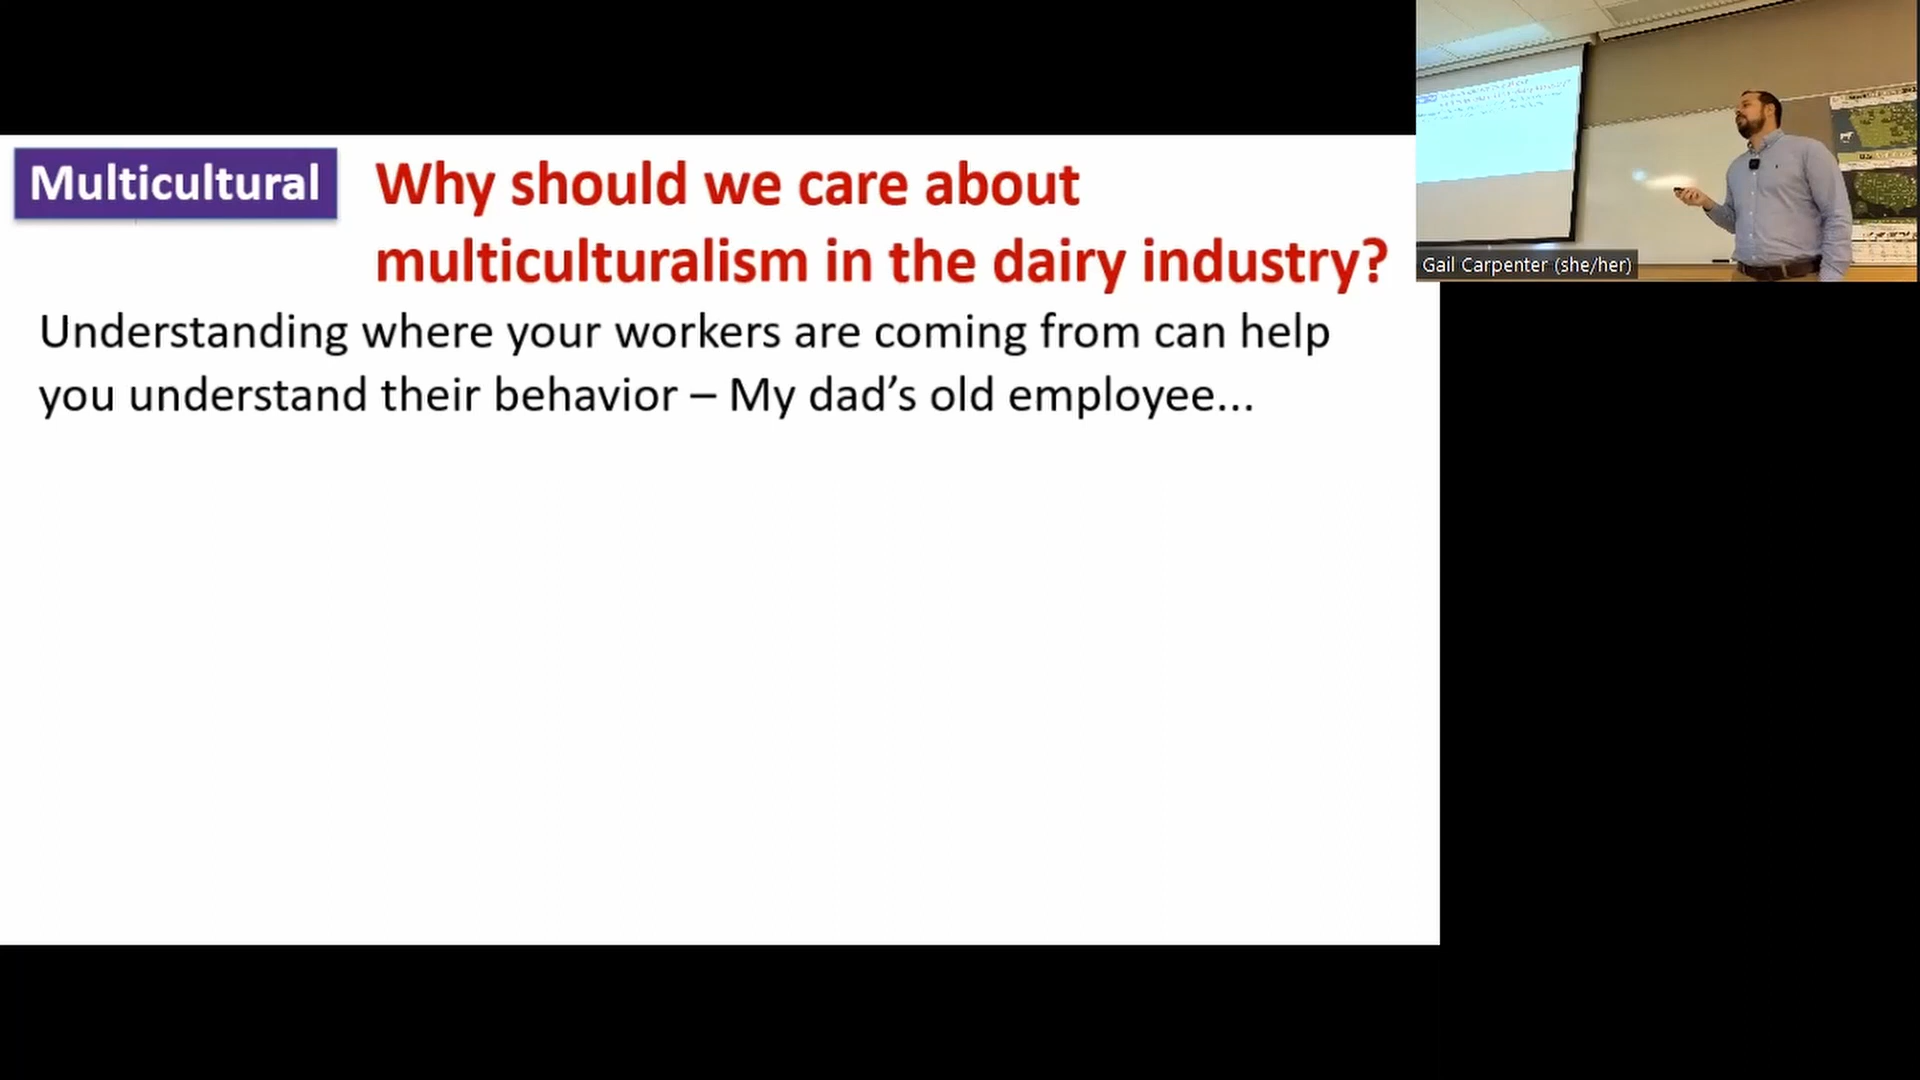 Multicultural
Why should we care about
multiculturalism in the dairy industry?
Understanding where your workers are coming from can help
you understand their behavior – My dad’s old employee...
Gail Carpenter (she/her)